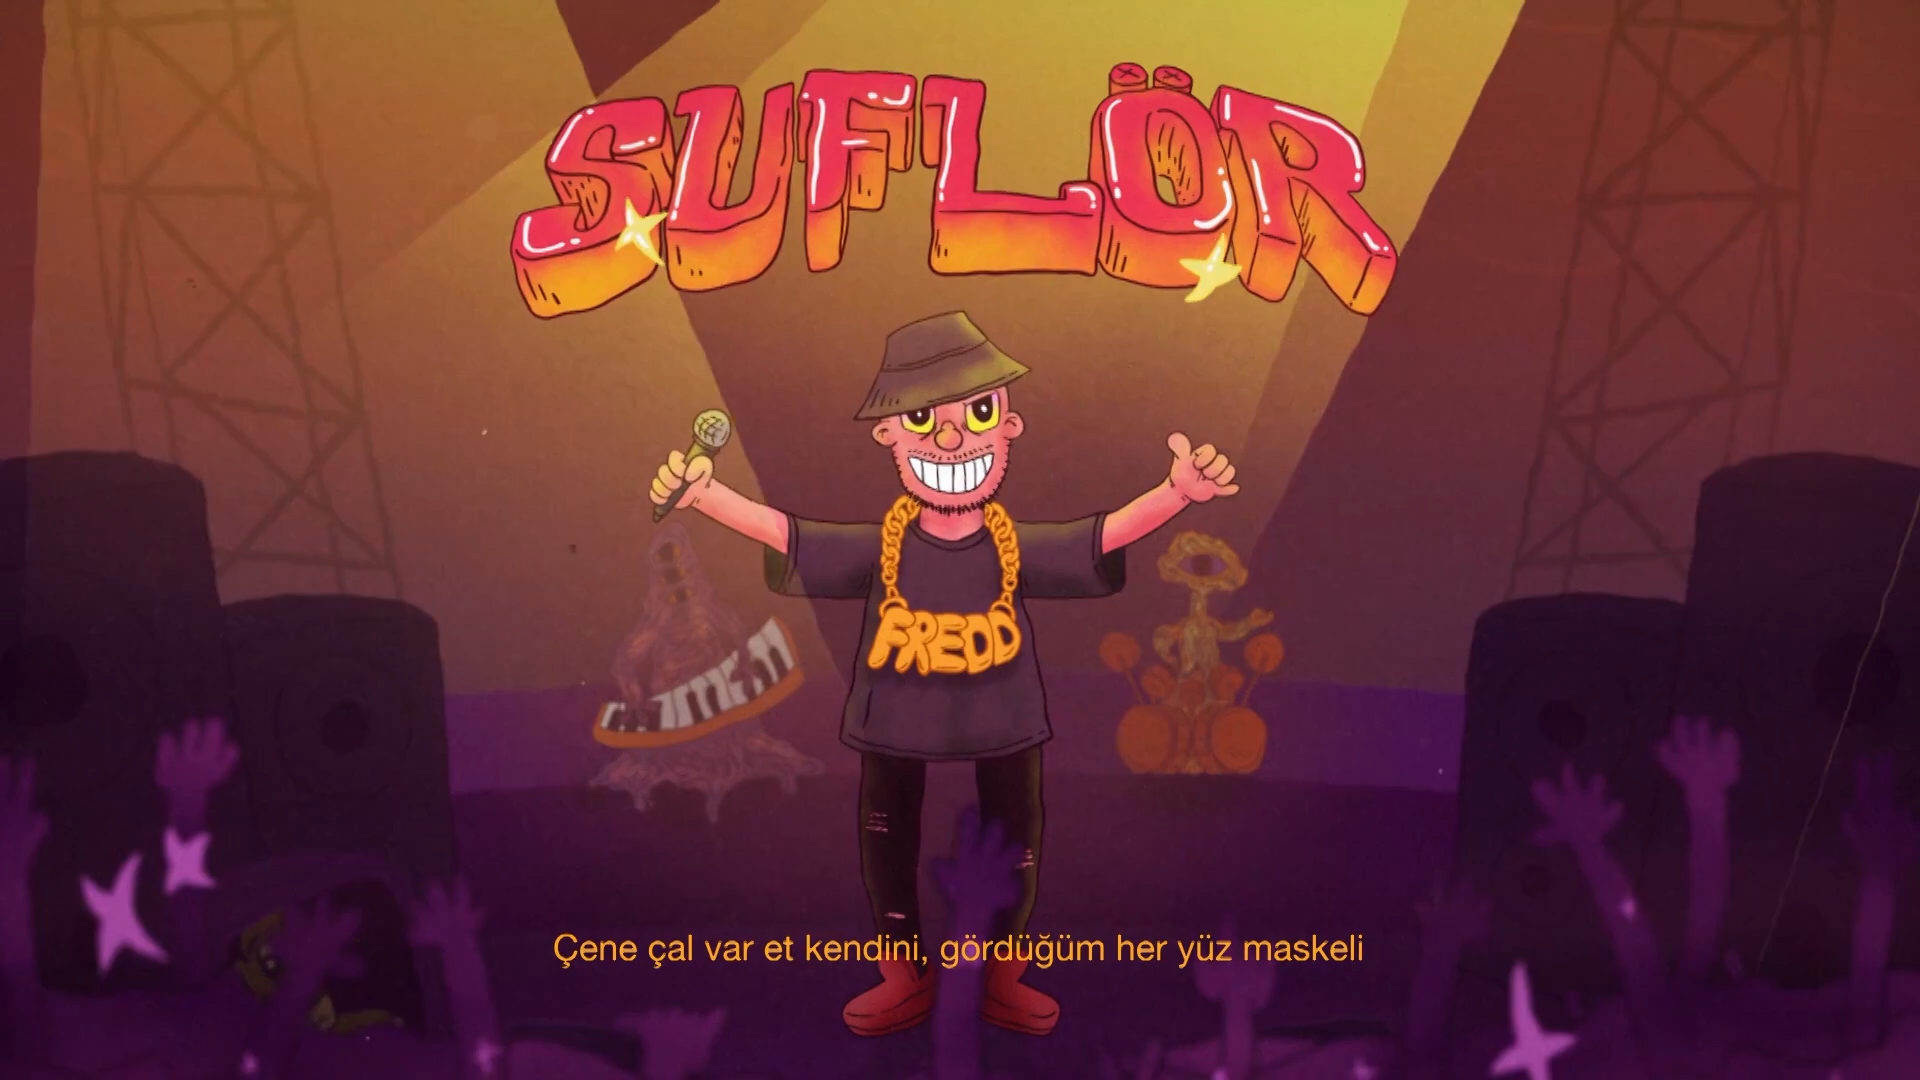 SUFLÖR
FREDD
Çene çal var et kendini, gördüğüm her yüz maskeli